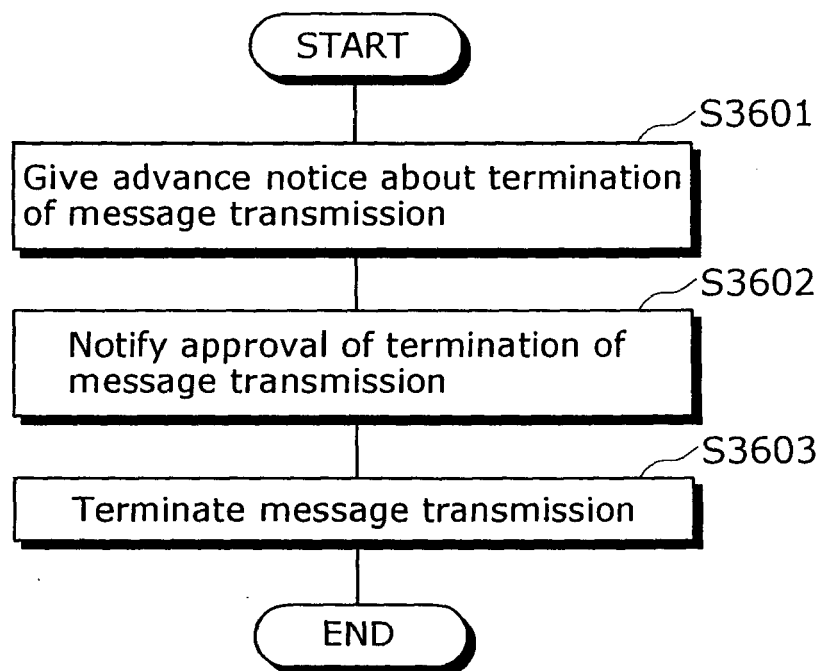 START
S3601
Give advance notice about termination
of message transmission
S3602
Notify approval of termination of
message transmission
S3603
Terminate message transmission
END